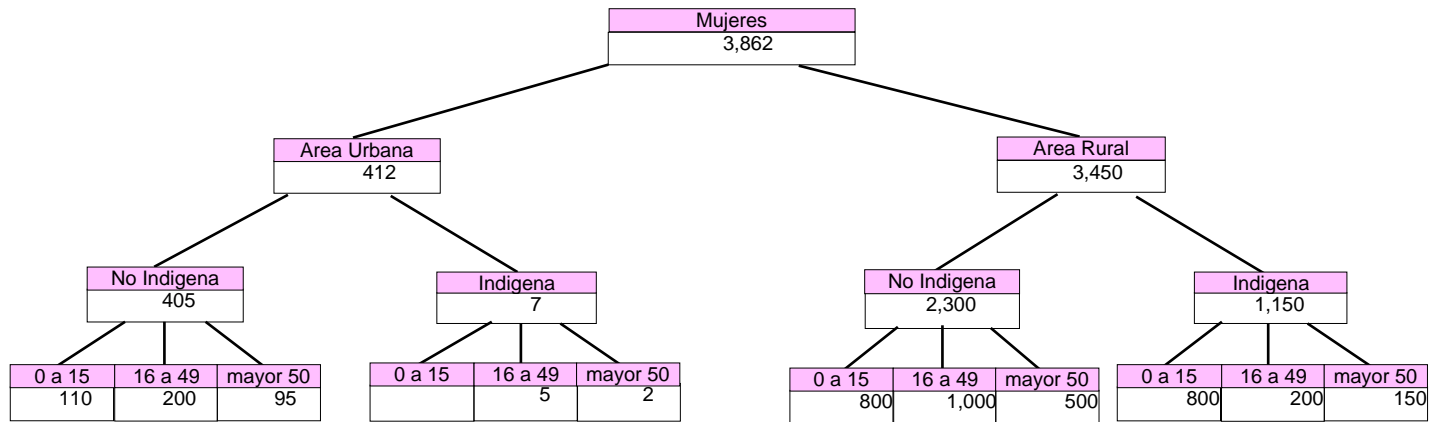 Mujeres
3,862
Area Urbana
412
Area Rural
3,450
No Indigena
405
Indigena
7
No Indigena
2,300
Indigena
1,150
0 a 15 16 a 49 mayor 50
110 200 95
0 a 15 16 a 49 mayor 50
5 2
0 a 15 16 a 49 mayor 50
800 1,000 500
0 a 15 16 a 49 mayor 50
800 200 150